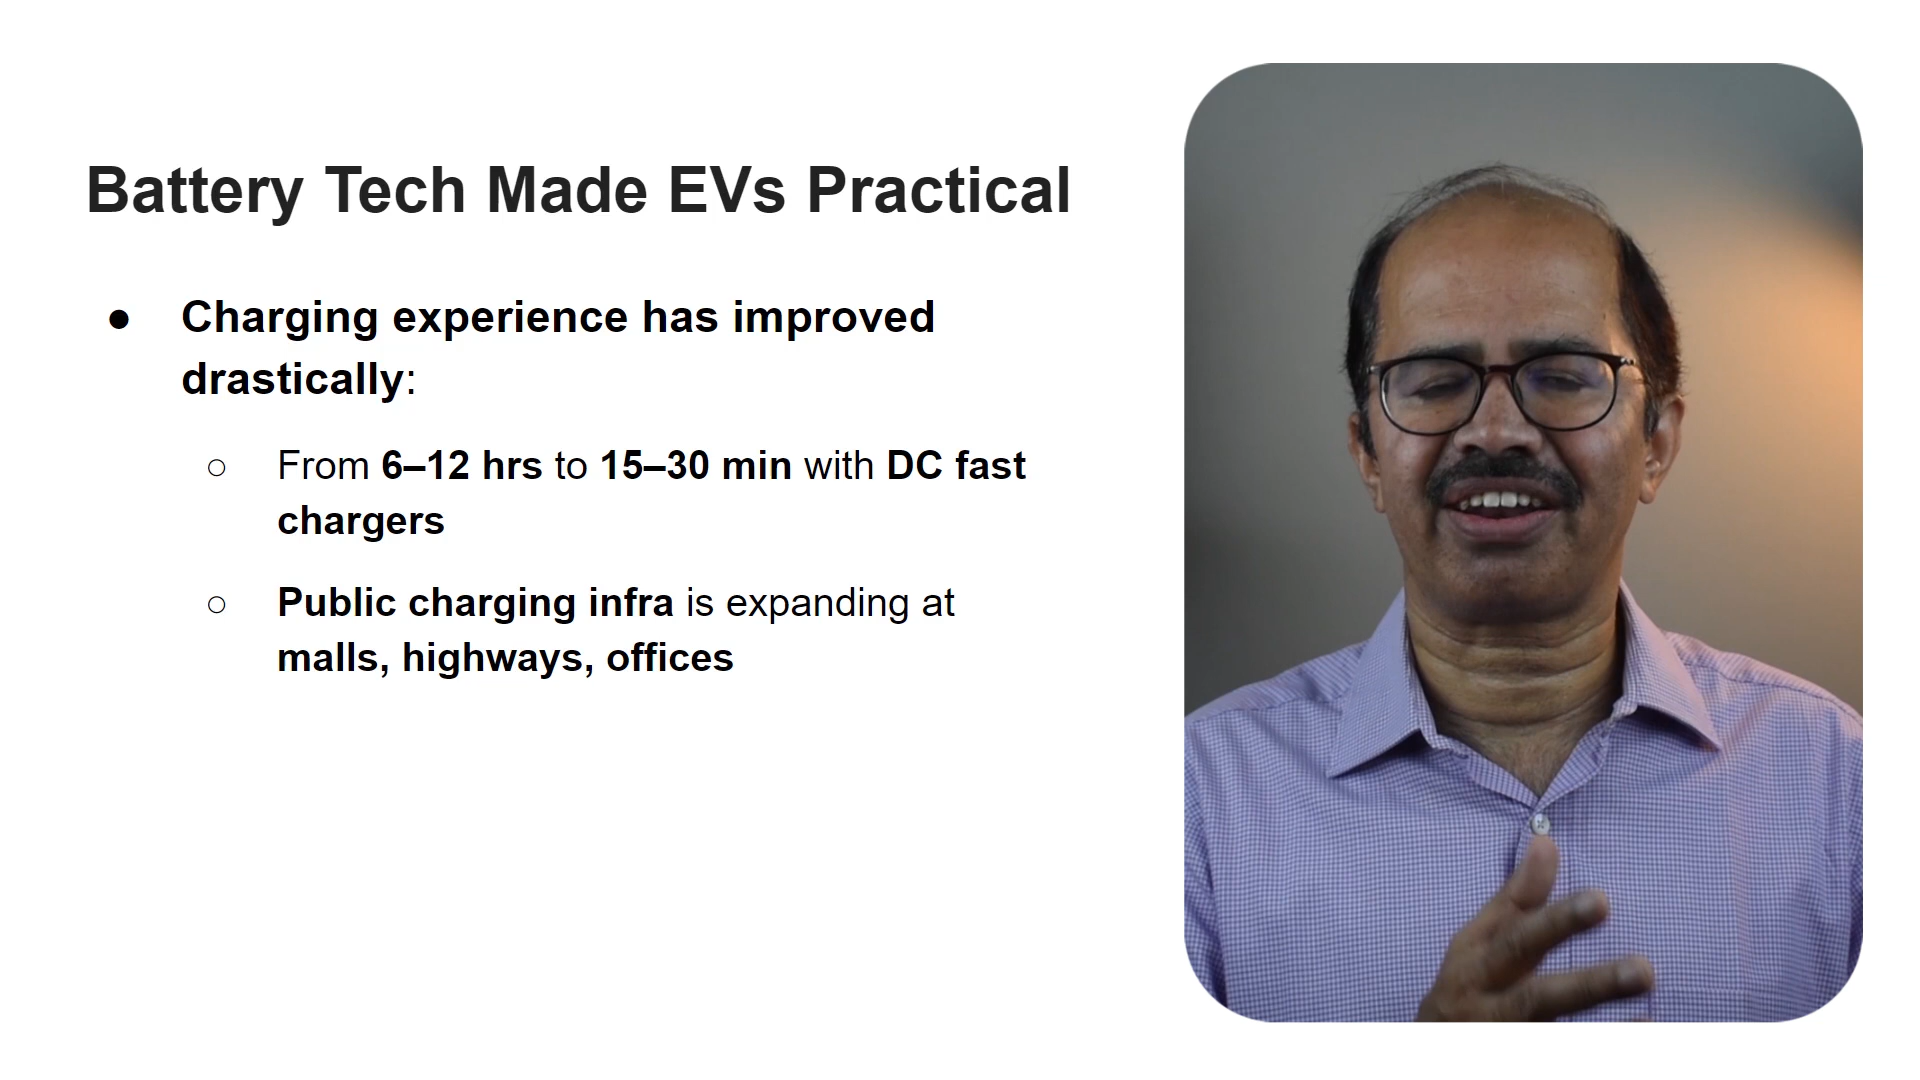 Battery Tech Made EVs Practical
● Charging experience has improved
drastically:
○ From 6–12 hrs to 15–30 min with DC fast
chargers
○ Public charging infra is expanding at
malls, highways, offices